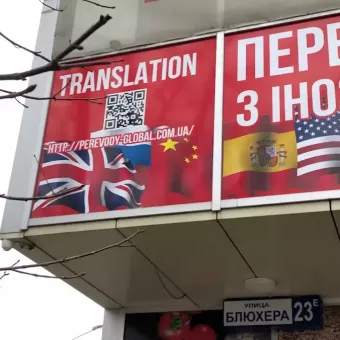 TRANSLATION
HTTP://PEREVODY-GLOBAL.COM.UA/
ПЕРЕ
З ІНО
УЛИЦА
БЛЮХЕРА 23Е